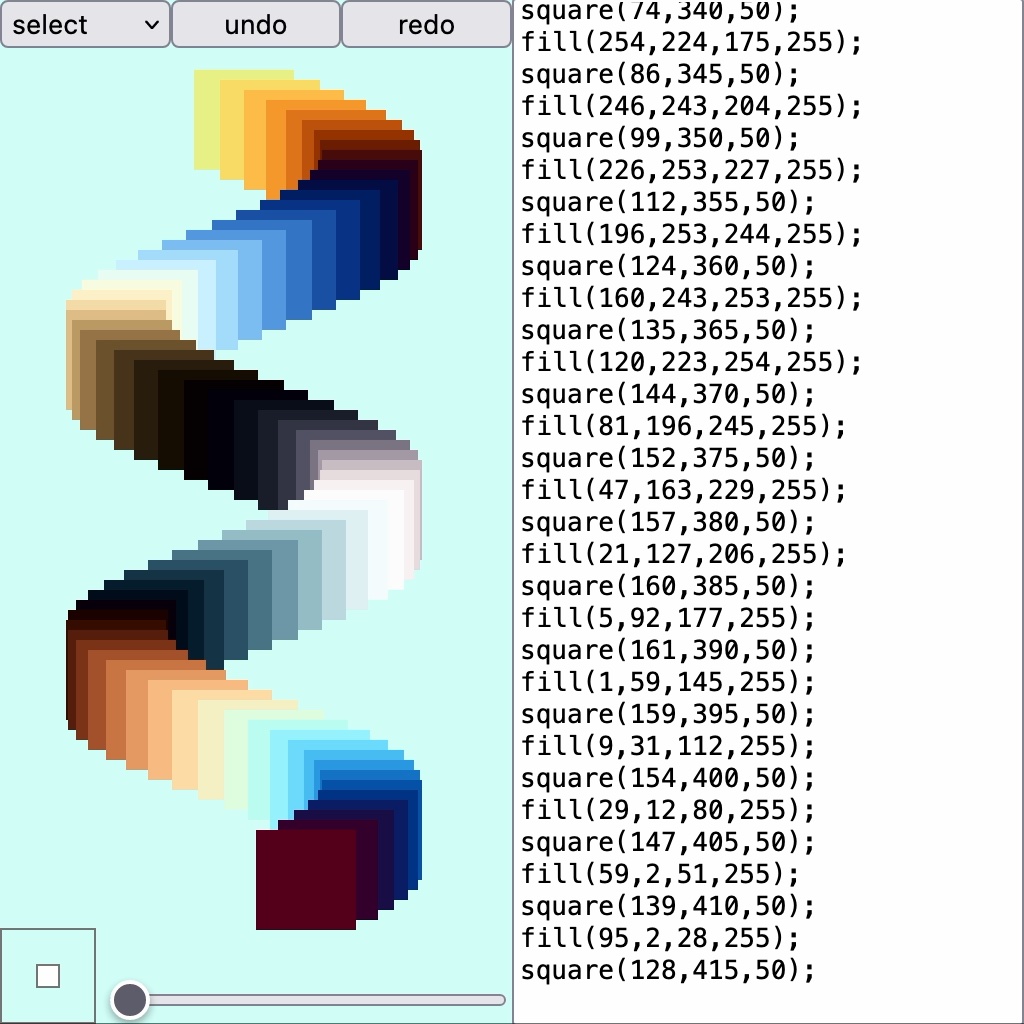 select
undo
redo
square(74,340,50);
fill(254,224,175,255);
square(86,345,50);
fill(246,243,204,255);
square(99,350,50);
fill(226,253,227,255);
square(112,355,50);
fill(196,253,244,255);
square(124,360,50);
fill(160,243,253,255);
square(135,365,50);
fill(120,223,254,255);
square(144,370,50);
fill(81,196,245,255);
square(152,375,50);
fill(47,163,229,255);
square(157,380,50);
fill(21,127,206,255);
square(160,385,50);
fill(5,92,177,255);
square(161,390,50);
fill(1,59,145,255);
square(159,395,50);
fill(9,31,112,255);
square(154,400,50);
fill(29,12,80,255);
square(147,405,50);
fill(59,2,51,255);
square(139,410,50);
fill(95,2,28,255);
square(128,415,50);